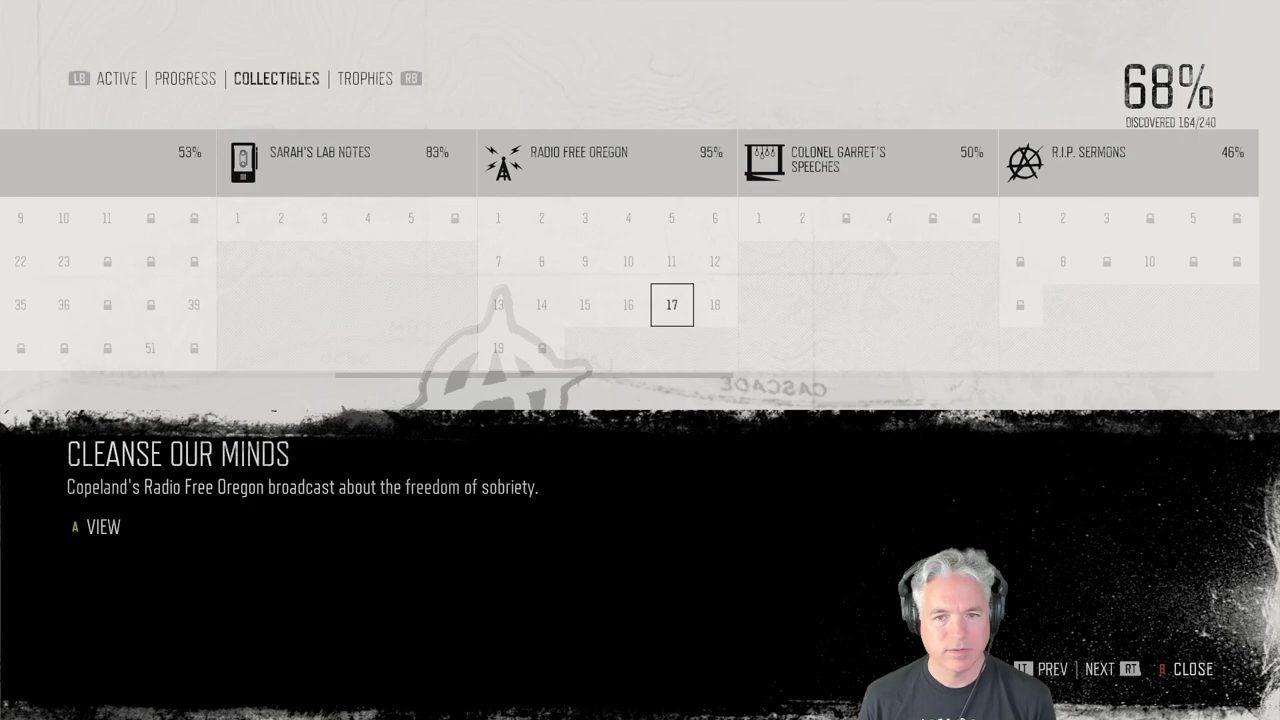 LB ACTIVE | PROGRESS | COLLECTIBLES | TROPHIES RB
68%
DISCOVERED 164/240
53%
SARAH'S LAB NOTES 83%
RADIO FREE OREGON 95%
COLONEL GARRET'S SPEECHES 50%
R.I.P. SERMONS 46%
9 10 11 1 2 3 4 5 1 2 3 4 5 6 1 2 4 1 2 3 5
22 23 7 8 9 10 11 12 8 10
35 36 39 13 14 15 16 17 18
51 19
CASCADE
CLEANSE OUR MINDS
Copeland's Radio Free Oregon broadcast about the freedom of sobriety.
A VIEW
LT PREV | NEXT RT B CLOSE